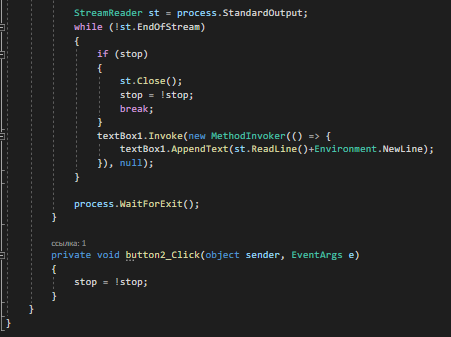 StreamReader st = process.StandardOutput;
while (!st.EndOfStream)
{
if (stop)
{
st.Close();
stop = !stop;
break;
}
textBox1.Invoke(new MethodInvoker(() => {
textBox1.AppendText(st.ReadLine()+Environment.NewLine);
}), null);
}
process.WaitForExit();
}
ссылка: 1
private void button2_Click(object sender, EventArgs e)
{
stop = !stop;
}
}
}